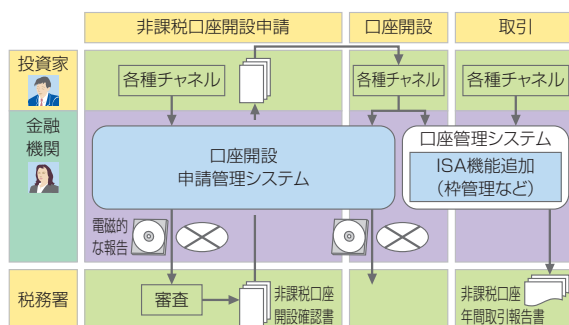 非課税口座開設申請
口座開設
取引
投資家
各種チャネル
各種チャネル
各種チャネル
金融
機関
口座開設
申請管理システム
口座管理システム
ISA機能追加
（枠管理など）
電磁的
な報告
税務署
審査
非課税口座
開設確認書
非課税口座
年間取引報告書